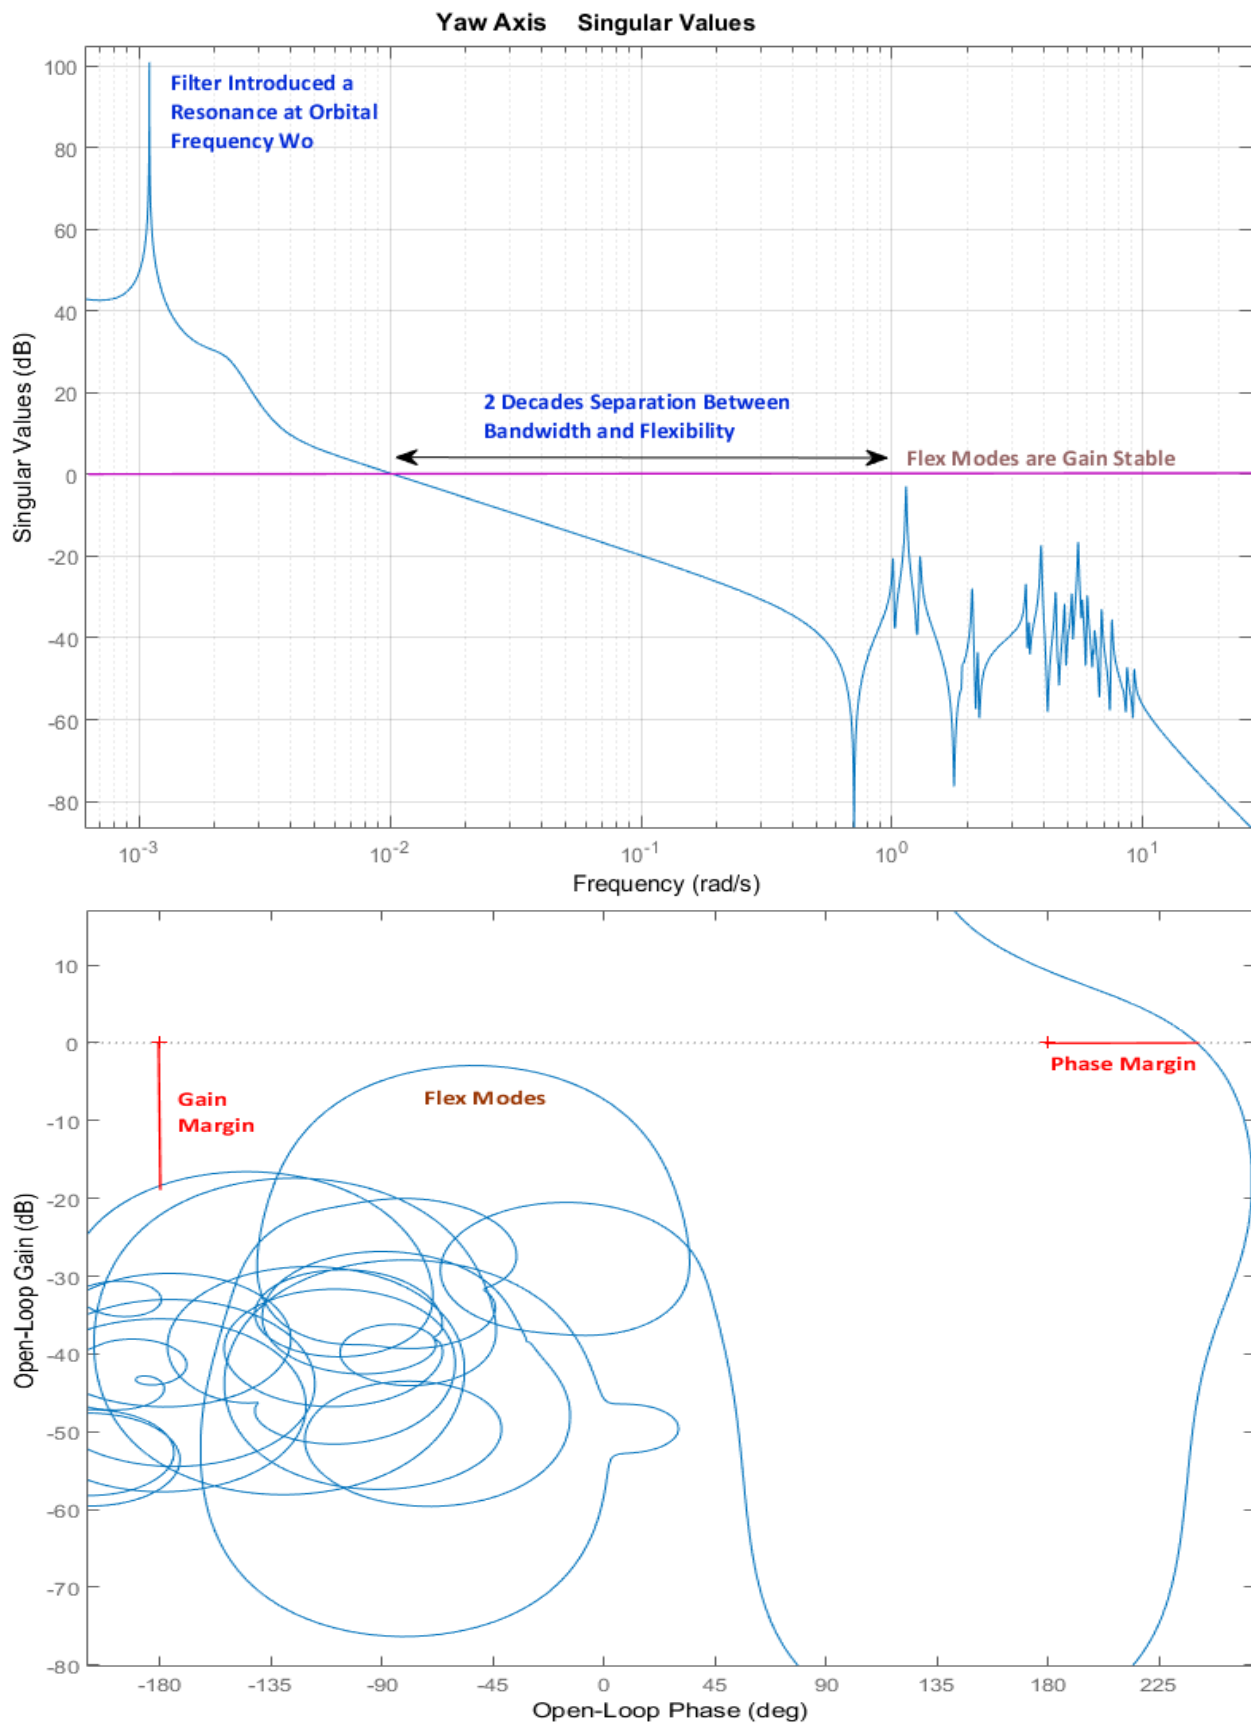 Yaw Axis Singular Values
Filter Introduced a
Resonance at Orbital
Frequency Wo
2 Decades Separation Between
Bandwidth and Flexibility
Flex Modes are Gain Stable
Singular Values (dB)
100
80
60
40
20
0
-20
-40
-60
-80
10^-3
10^-2
10^-1
10^0
10^1
Frequency (rad/s)
Gain
Margin
Flex Modes
Phase Margin
Open-Loop Gain (dB)
10
0
-10
-20
-30
-40
-50
-60
-70
-80
-180
-135
-90
-45
0
45
90
135
180
225
Open-Loop Phase (deg)